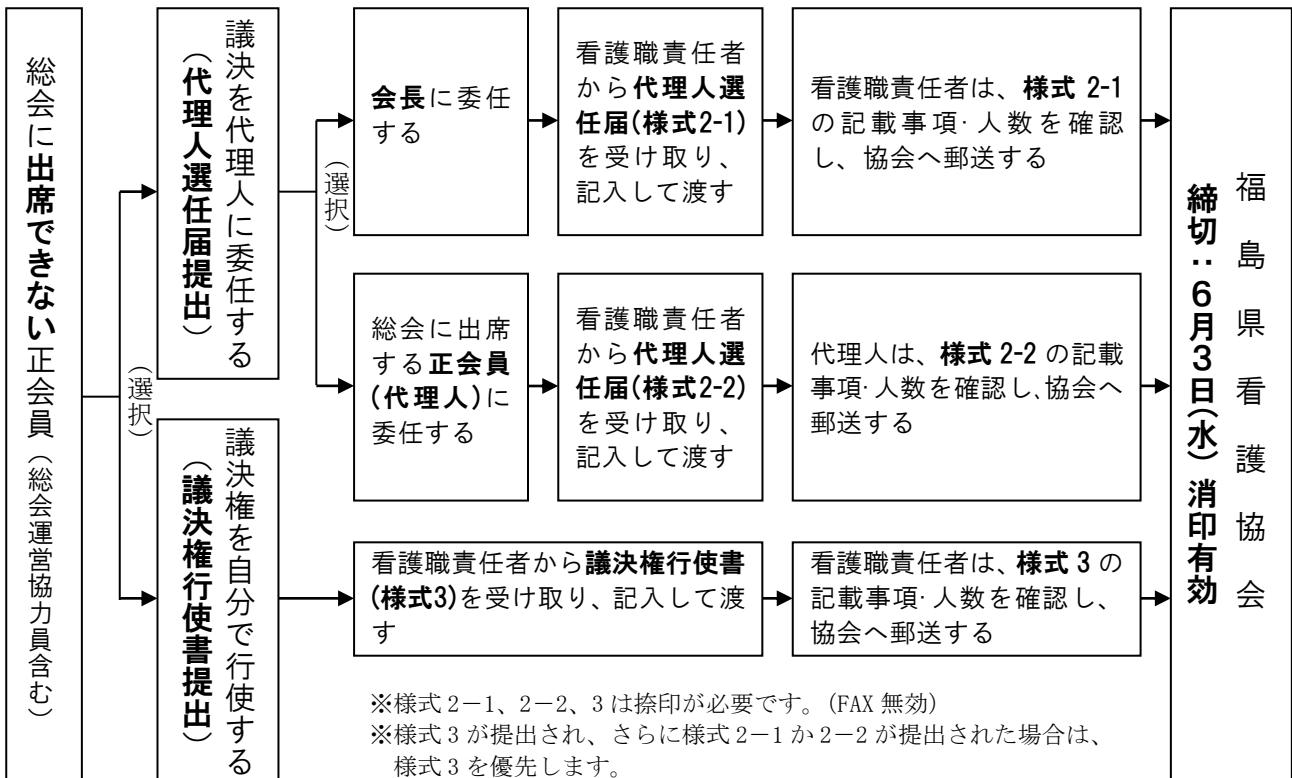 総会に出席できない正会員（総会運営協力員含む）
（選択）
議決を代理人に委任する
（代理人選任届提出）
（選択）
会長に委任
する
看護職責任者
から代理人選
任届(様式2-1)
を受け取り、
記入して渡す
看護職責任者は、様式 2-1
の記載事項･人数を確認
し、協会へ郵送する
総会に出席
する正会員
(代理人)に
委任する
看護職責任者
から代理人選
任届(様式2-2)
を受け取り、
記入して渡す
代理人は、様式 2-2 の記載
事項･人数を確認し､協会へ
郵送する
議決権を自分で行使する
（議決権行使書提出）
看護職責任者から議決権行使書
(様式3)を受け取り、記入して渡
す
看護職責任者は、様式 3 の
記載事項･人数を確認し、
協会へ郵送する
福島県看護協会
締切：６月３日（水）消印有効
※様式 2－1、2－2、3 は捺印が必要です。(FAX 無効)
※様式 3 が提出され、さらに様式 2－1 か 2－2 が提出された場合は、
様式 3 を優先します。